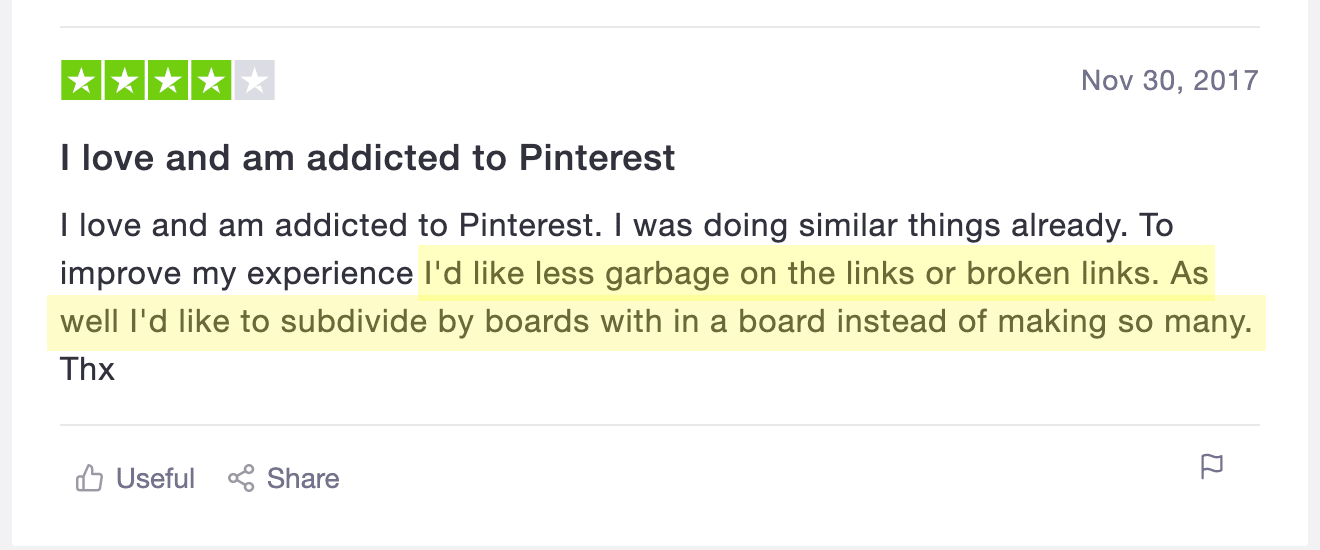 Nov 30, 2017
I love and am addicted to Pinterest
I love and am addicted to Pinterest. I was doing similar things already. To
improve my experience I'd like less garbage on the links or broken links. As
well I'd like to subdivide by boards with in a board instead of making so many.
Thx
Useful Share